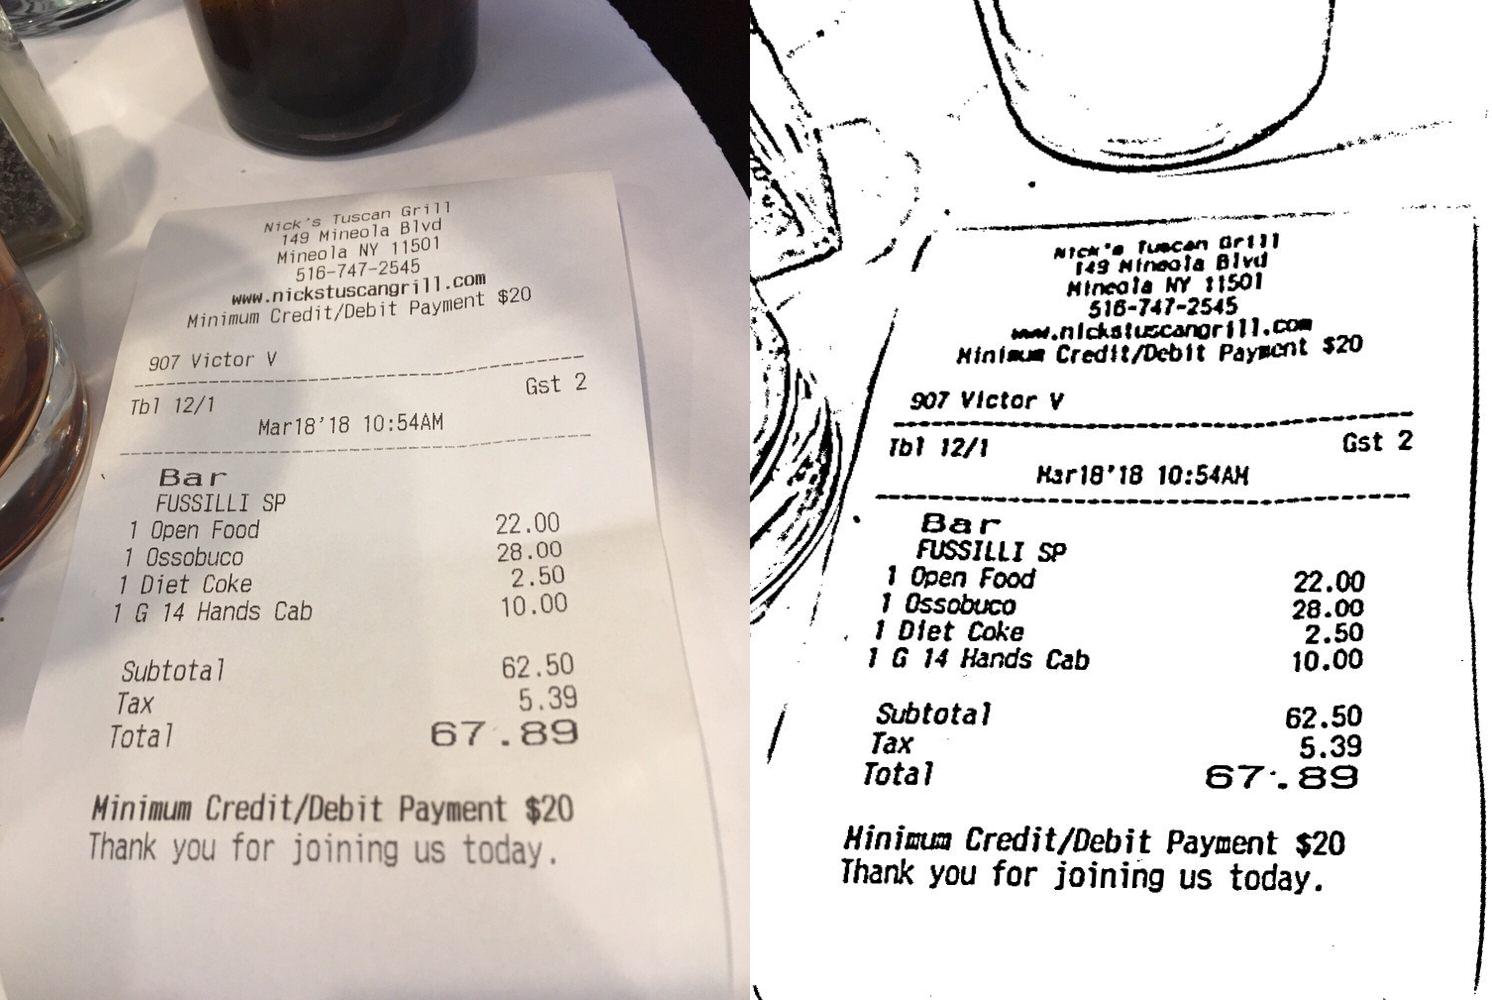 Nick's Tuscan Grill
149 Mineola Blvd
Mineola NY 11501
516-747-2545
www.nickstuscangrill.com
Minimum Credit/Debit Payment $20
907 Victor V
Tbl 12/1 Gst 2
Mar18'18 10:54AM
Bar
FUSSILLI SP
1 Open Food 22.00
1 Ossobuco 28.00
1 Diet Coke 2.50
1 G 14 Hands Cab 10.00
Subtotal 62.50
Tax 5.39
Total 67.89
Minimum Credit/Debit Payment $20
Thank you for joining us today.
Nick's Tuscan Grill
149 Mineola Blvd
Mineola NY 11501
516-747-2545
www.nickstuscangrill.com
Minimum Credit/Debit Payment $20
907 Victor V
Tbl 12/1 Gst 2
Mar18'18 10:54AM
Bar
FUSSILLI SP
1 Open Food 22.00
1 Ossobuco 28.00
1 Diet Coke 2.50
1 G 14 Hands Cab 10.00
Subtotal 62.50
Tax 5.39
Total 67.89
Minimum Credit/Debit Payment $20
Thank you for joining us today.